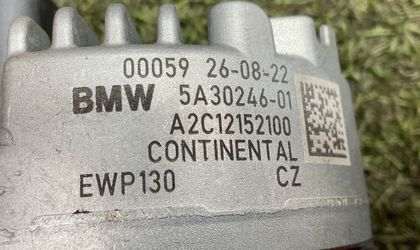 00059 26-08-22
BMW 5A30246-01
A2C12152100
CONTINENTAL
EWP130 CZ